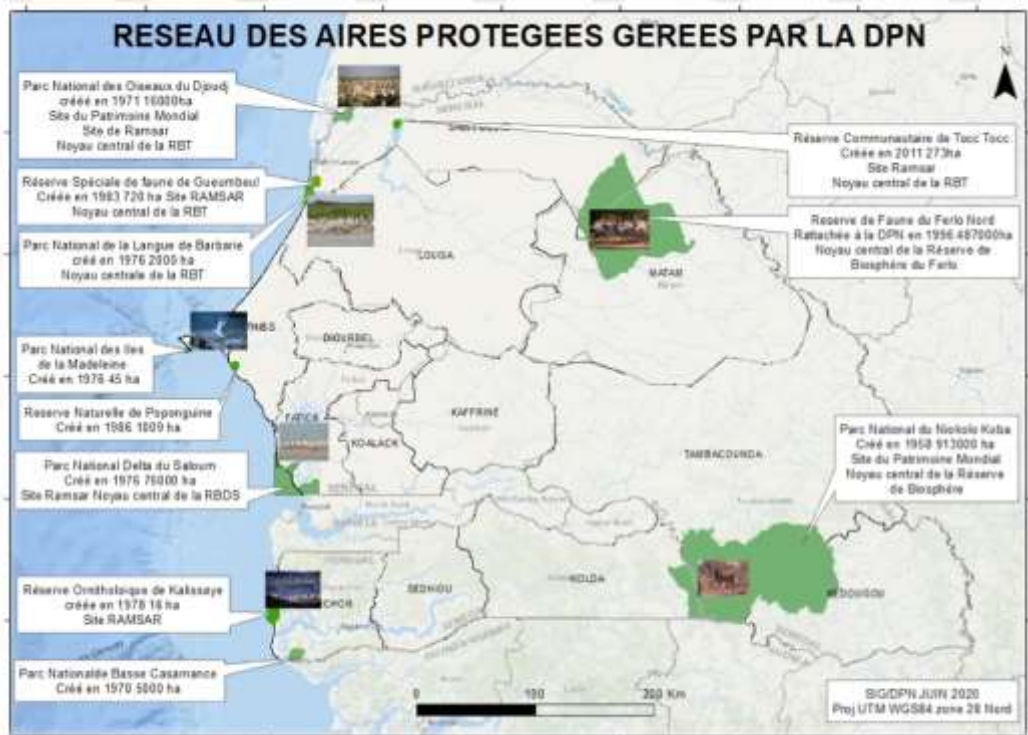 RESEAU DES AIRES PROTEGEES GEREES PAR LA DPN
Parc National des Oiseaux du Djoudj
créé en 1971 16000ha
Site du Patrimoine Mondial
Site de Ramsar
Noyau central de la RBT
Réserve Spéciale de faune de Gueumbeul
Créée en 1983 720 ha Site RAMSAR
Noyau central de la RBT
Parc National de la Langue de Barbarie
créé en 1976 2000 ha
Noyau centrale de la RBT
Parc National des Iles
de la Madeleine
Créé en 1976 45 ha
Reserve Naturelle de Poponguine
Créée en 1986 1009 ha
Parc National Delta du Saloum
Créé en 1976 76000 ha
Site Ramsar Noyau central de la RBDS
Réserve Ornitholoique de Kalissaye
créée en 1978 16 ha
Site RAMSAR
Parc Nationalde Basse Casamance
Créé en 1970 5000 ha
N
Réserve Communautaire de Tocc Tocc
Créée en 2011 273ha
Site Ramsar
Noyau central de la RBT
Reserve de Faune du Ferlo Nord
Rattachée à la DPN en 1996 487000ha
Noyau central de la Réserve de
Biosphère du Ferlo
Parc National du Niokolo Koba
Créé en 1958 913000 ha
Site du Patrimoine Mondial
Noyau central de la Réserve
de Biosphère
LOUGA
MATAM
DIOURBEL
FATICK
KAFFRINE
KOALACK
TAMBACOUNDA
SEDHIOU
KOLDA
KEDOUGOU
0 100 200 Km
SIG/DPN JUIN 2020
Proj UTM WGS84 zone 28 Nord